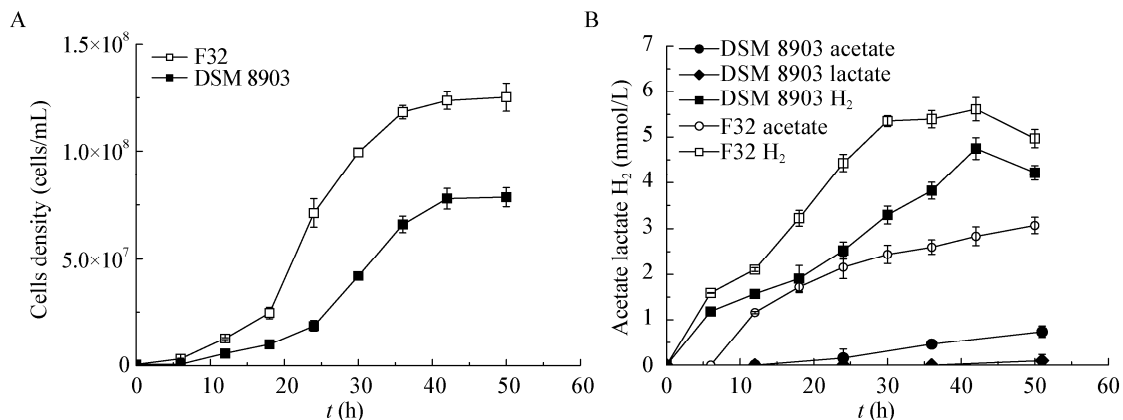 A
1.5×10⁸
1.0×10⁸
5.0×10⁷
0
Cells density (cells/mL)
F32
DSM 8903
0 10 20 30 40 50 60
t (h)
B
7
6
5
4
3
2
1
0
Acetate lactate H₂ (mmol/L)
DSM 8903 acetate
DSM 8903 lactate
DSM 8903 H₂
F32 acetate
F32 H₂
0 10 20 30 40 50 60
t (h)